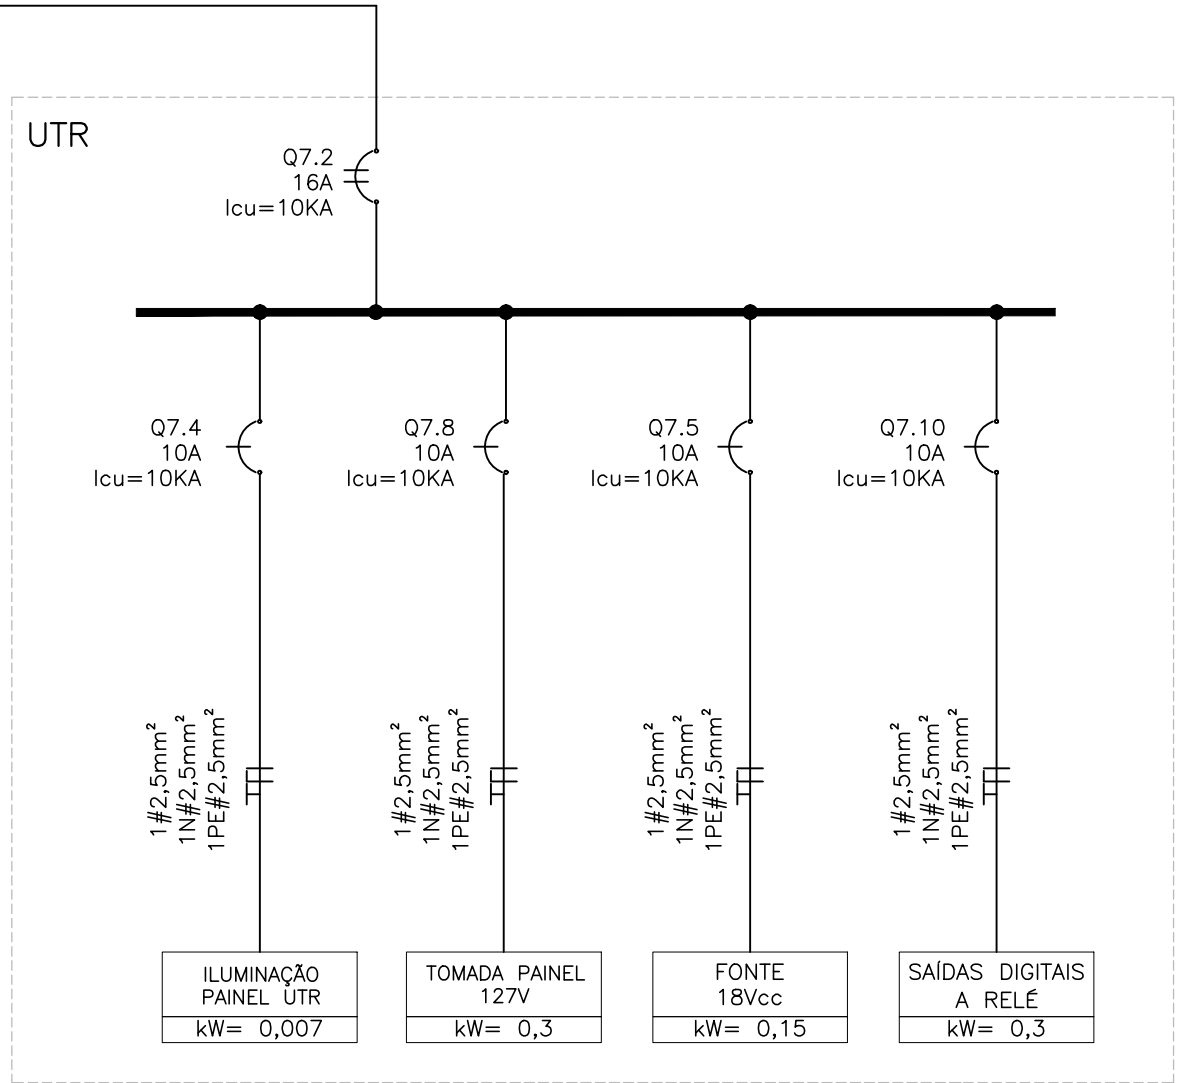 UTR
Q7.2
16A
Icu=10KA
Q7.4
10A
Icu=10KA
Q7.8
10A
Icu=10KA
Q7.5
10A
Icu=10KA
Q7.10
10A
Icu=10KA
1#2,5mm²
1N#2,5mm²
1PE#2,5mm²
1#2,5mm²
1N#2,5mm²
1PE#2,5mm²
1#2,5mm²
1N#2,5mm²
1PE#2,5mm²
1#2,5mm²
1N#2,5mm²
1PE#2,5mm²
ILUMINAÇÃO
PAINEL UTR
kW= 0,007
TOMADA PAINEL
127V
kW= 0,3
FONTE
18Vcc
kW= 0,15
SAÍDAS DIGITAIS
A RELÉ
kW= 0,3